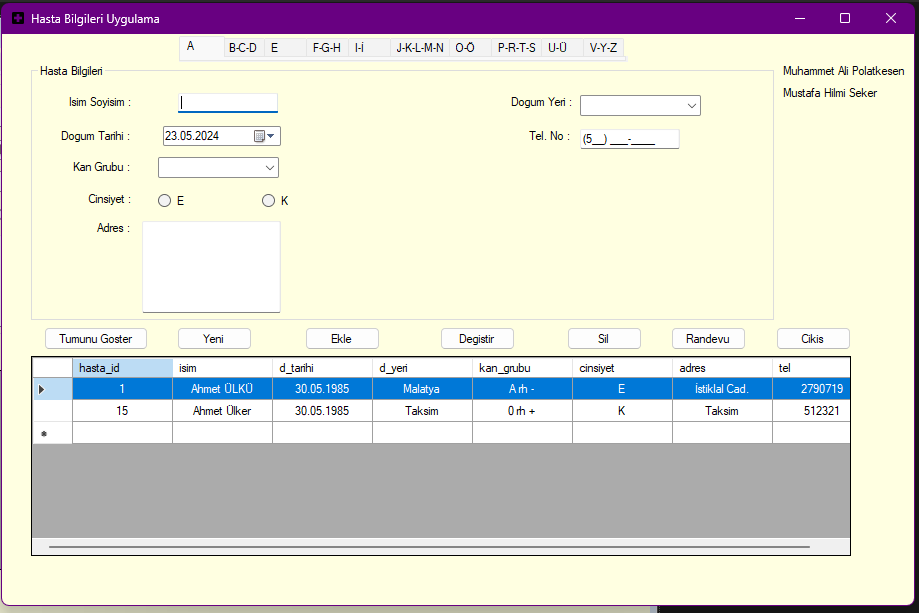 Hasta Bilgileri Uygulama
A B-C-D E F-G-H I-İ J-K-L-M-N O-Ö P-R-T-S U-Ü V-Y-Z
Hasta Bilgileri
Muhammet Ali Polatkesen
Mustafa Hilmi Seker
Isim Soyisim :
Dogum Yeri :
Dogum Tarihi : 23.05.2024
Tel. No : (5__) ___-____
Kan Grubu :
Cinsiyet : E K
Adres :
Tumunu Goster Yeni Ekle Degistir Sil Randevu Cikis
hasta_id isim d_tarihi d_yeri kan_grubu cinsiyet adres tel
1 Ahmet ÜLKÜ 30.05.1985 Malatya A rh - E İstiklal Cad. 2790719
15 Ahmet Ülker 30.05.1985 Taksim 0 rh + K Taksim 512321